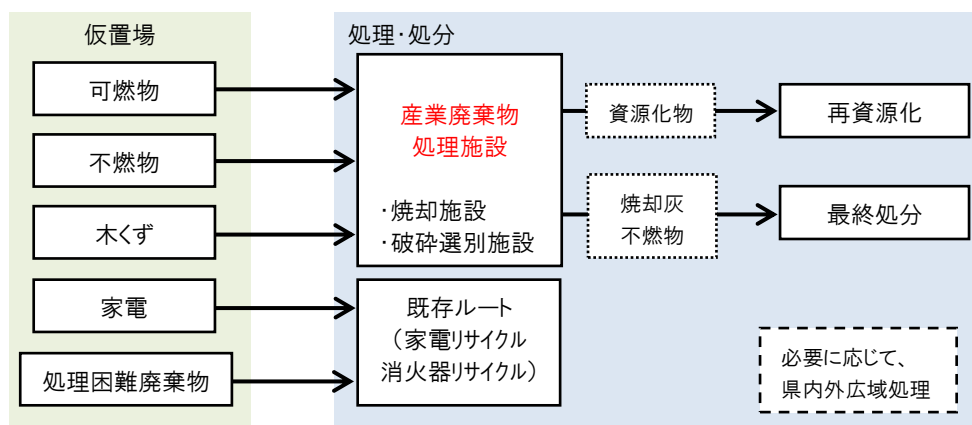 仮置場
可燃物
不燃物
木くず
家電
処理困難廃棄物
処理・処分
産業廃棄物
処理施設
・焼却施設
・破砕選別施設
既存ルート
（家電リサイクル
消火器リサイクル）
資源化物
再資源化
焼却灰
不燃物
最終処分
必要に応じて、
県内外広域処理